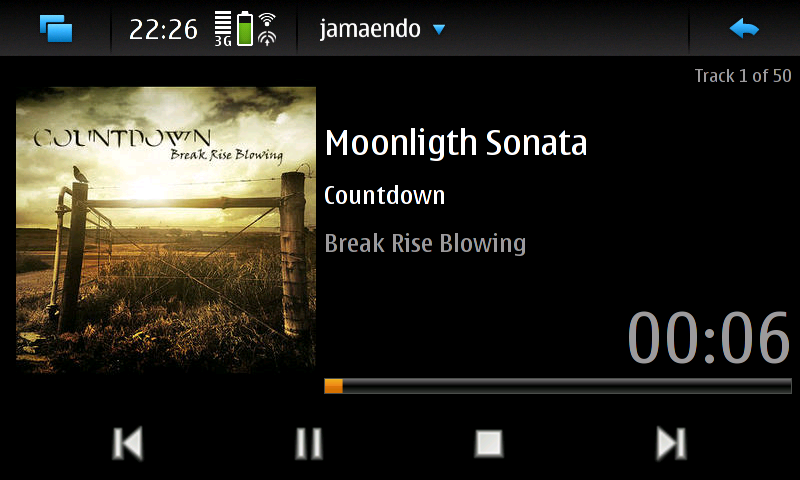 22:26
3G
jamaendo
Track 1 of 50
COUNTDOWN
Break Rise Blowing
Moonligth Sonata
Countdown
Break Rise Blowing
00:06